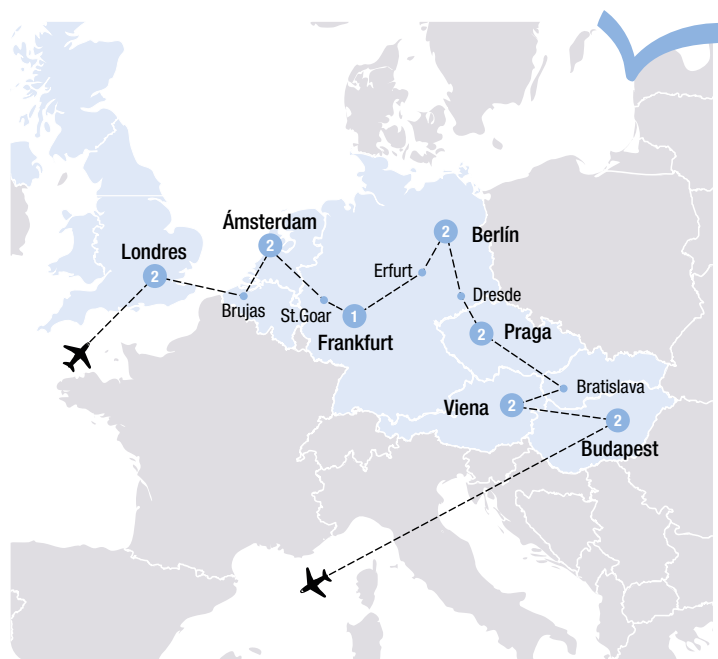 Londres
2
Brujas
Ámsterdam
2
St.Goar
1
Frankfurt
Erfurt
2
Berlín
Dresde
2
Praga
Bratislava
Viena
2
2
Budapest